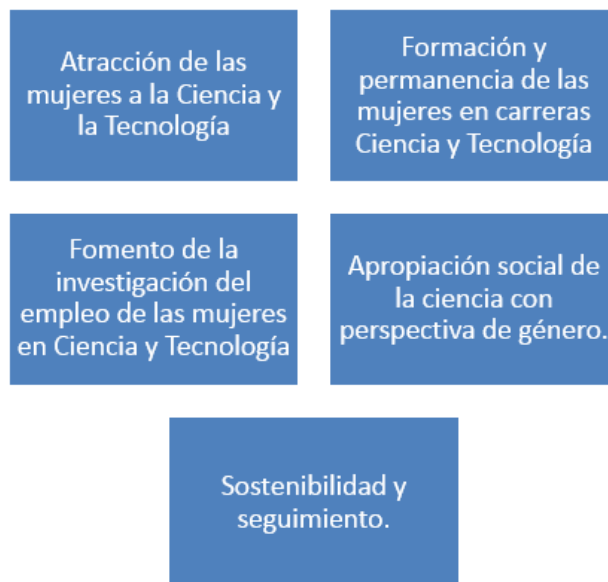 Atracción de las
mujeres a la Ciencia y
la Tecnología
Formación y
permanencia de las
mujeres en carreras
Ciencia y Tecnología
Fomento de la
investigación del
empleo de las mujeres
en Ciencia y Tecnología
Apropiación social de
la ciencia con
perspectiva de género.
Sostenibilidad y
seguimiento.